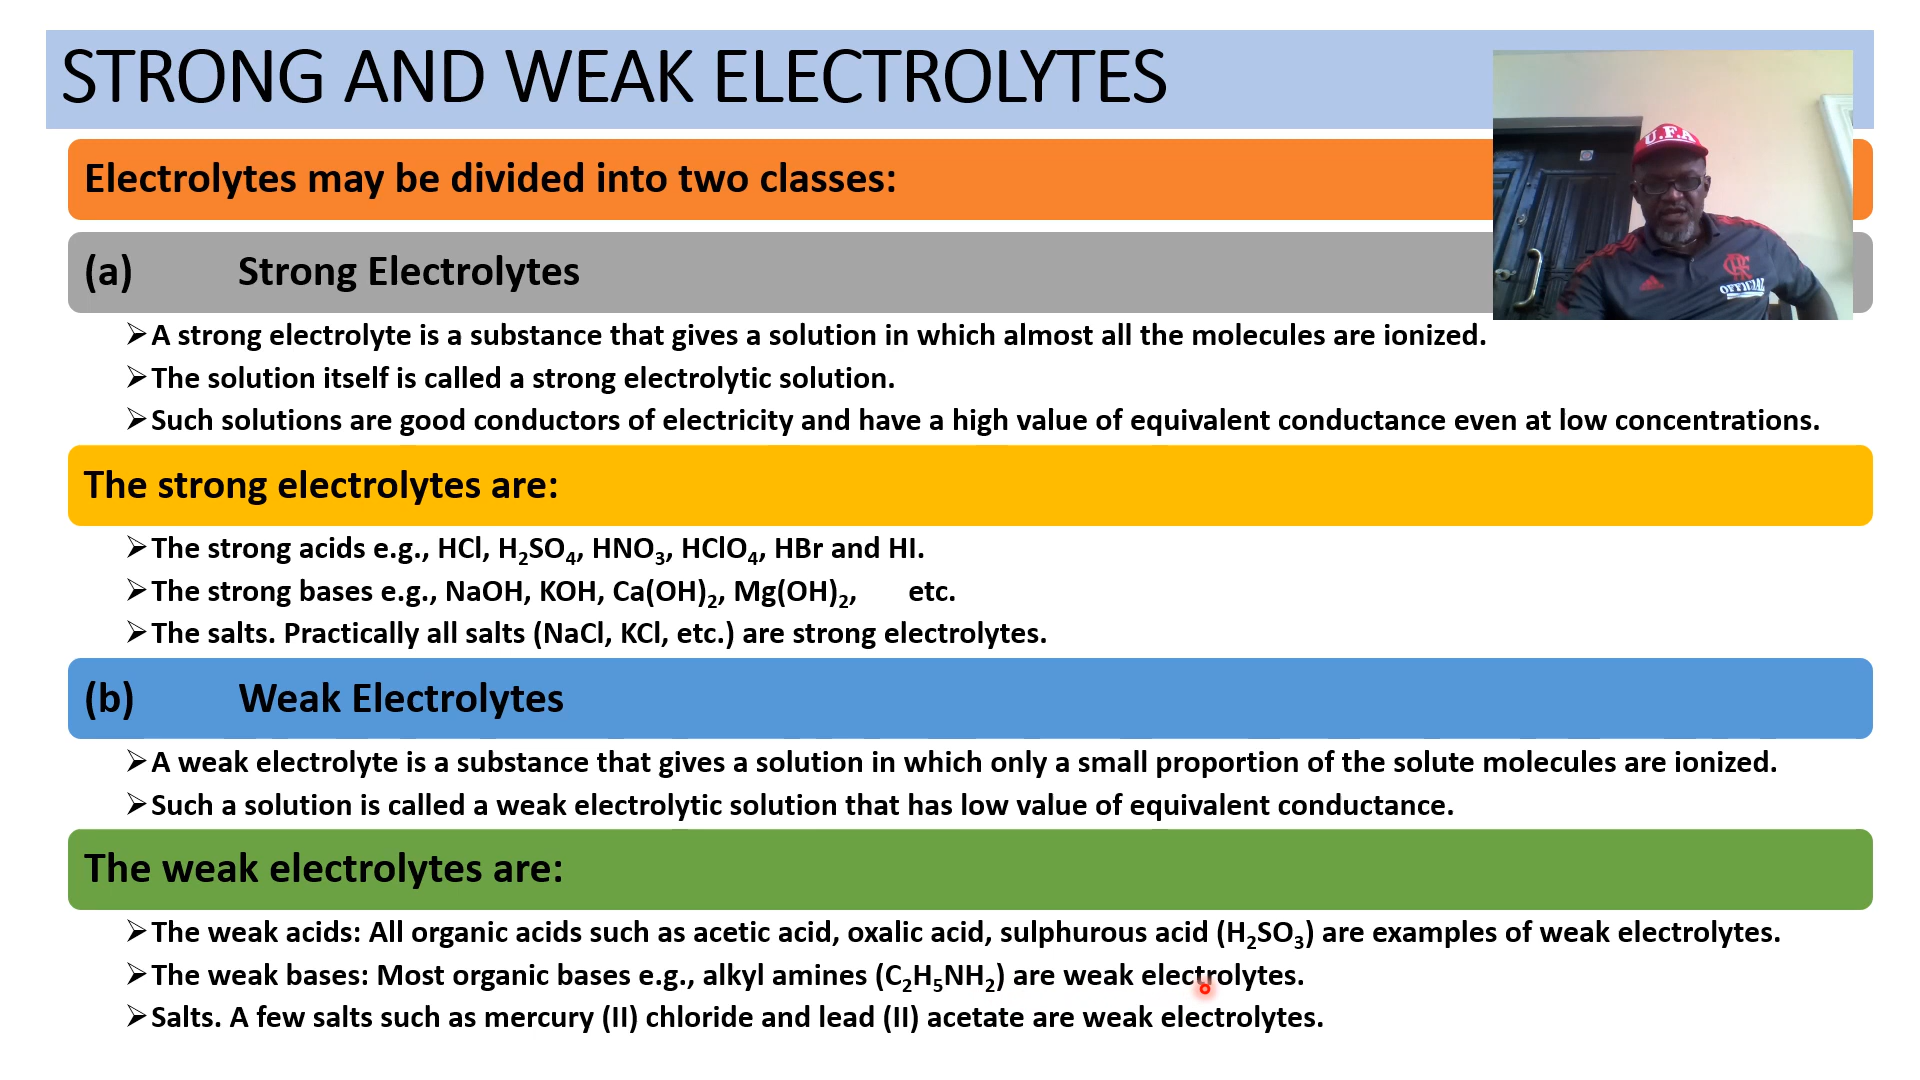 STRONG AND WEAK ELECTROLYTES
U.F.A
OFFICIAL
Electrolytes may be divided into two classes:
(a) Strong Electrolytes
➢A strong electrolyte is a substance that gives a solution in which almost all the molecules are ionized.
➢The solution itself is called a strong electrolytic solution.
➢Such solutions are good conductors of electricity and have a high value of equivalent conductance even at low concentrations.
The strong electrolytes are:
➢The strong acids e.g., HCl, H₂SO₄, HNO₃, HClO₄, HBr and HI.
➢The strong bases e.g., NaOH, KOH, Ca(OH)₂, Mg(OH)₂, etc.
➢The salts. Practically all salts (NaCl, KCl, etc.) are strong electrolytes.
(b) Weak Electrolytes
➢A weak electrolyte is a substance that gives a solution in which only a small proportion of the solute molecules are ionized.
➢Such a solution is called a weak electrolytic solution that has low value of equivalent conductance.
The weak electrolytes are:
➢The weak acids: All organic acids such as acetic acid, oxalic acid, sulphurous acid (H₂SO₃) are examples of weak electrolytes.
➢The weak bases: Most organic bases e.g., alkyl amines (C₂H₅NH₂) are weak electrolytes.
➢Salts. A few salts such as mercury (II) chloride and lead (II) acetate are weak electrolytes.